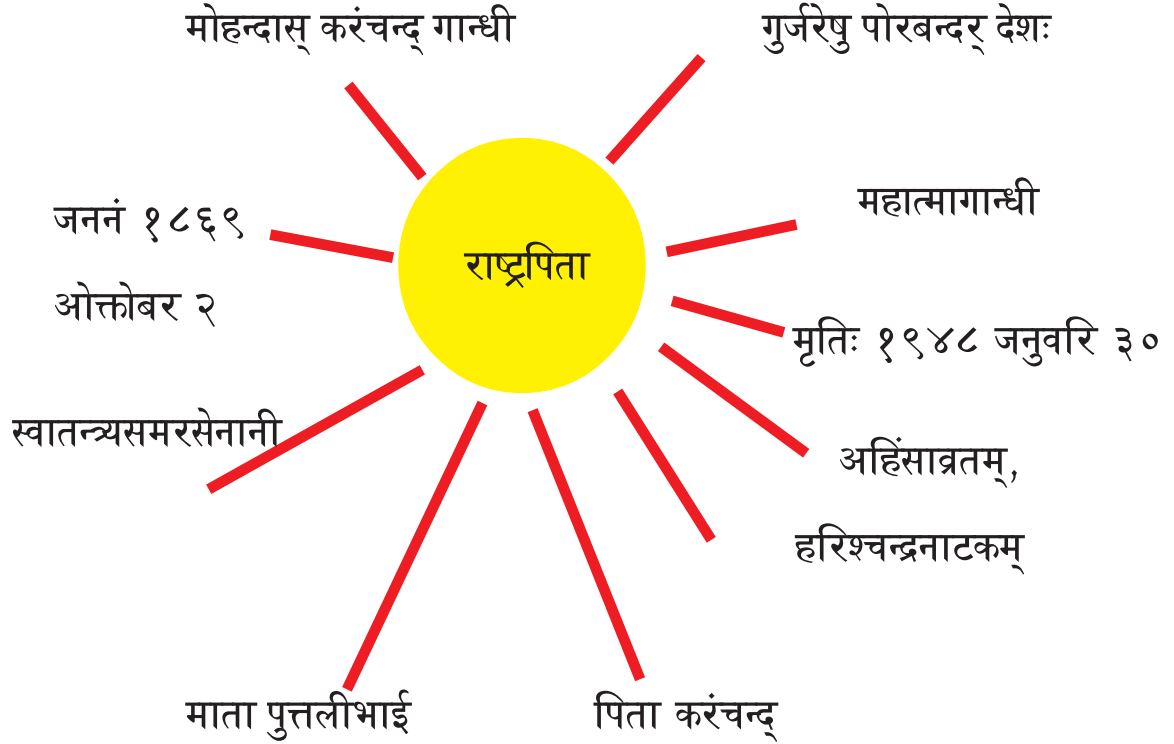 मोहन्दास् करंचन्द् गान्धी
गुर्जरेषु पोरबन्दर् देशः
महात्मागान्धी
जननं १८६९
राष्ट्रपिता
ओक्तोबर २
मृतिः १९४८ जनुवरि ३०
स्वातन्त्र्यसमरसेनानी
अहिंसाव्रतम्,
हरिश्चन्द्रनाटकम्
माता पुत्तलीभाई
पिता करंचन्द्